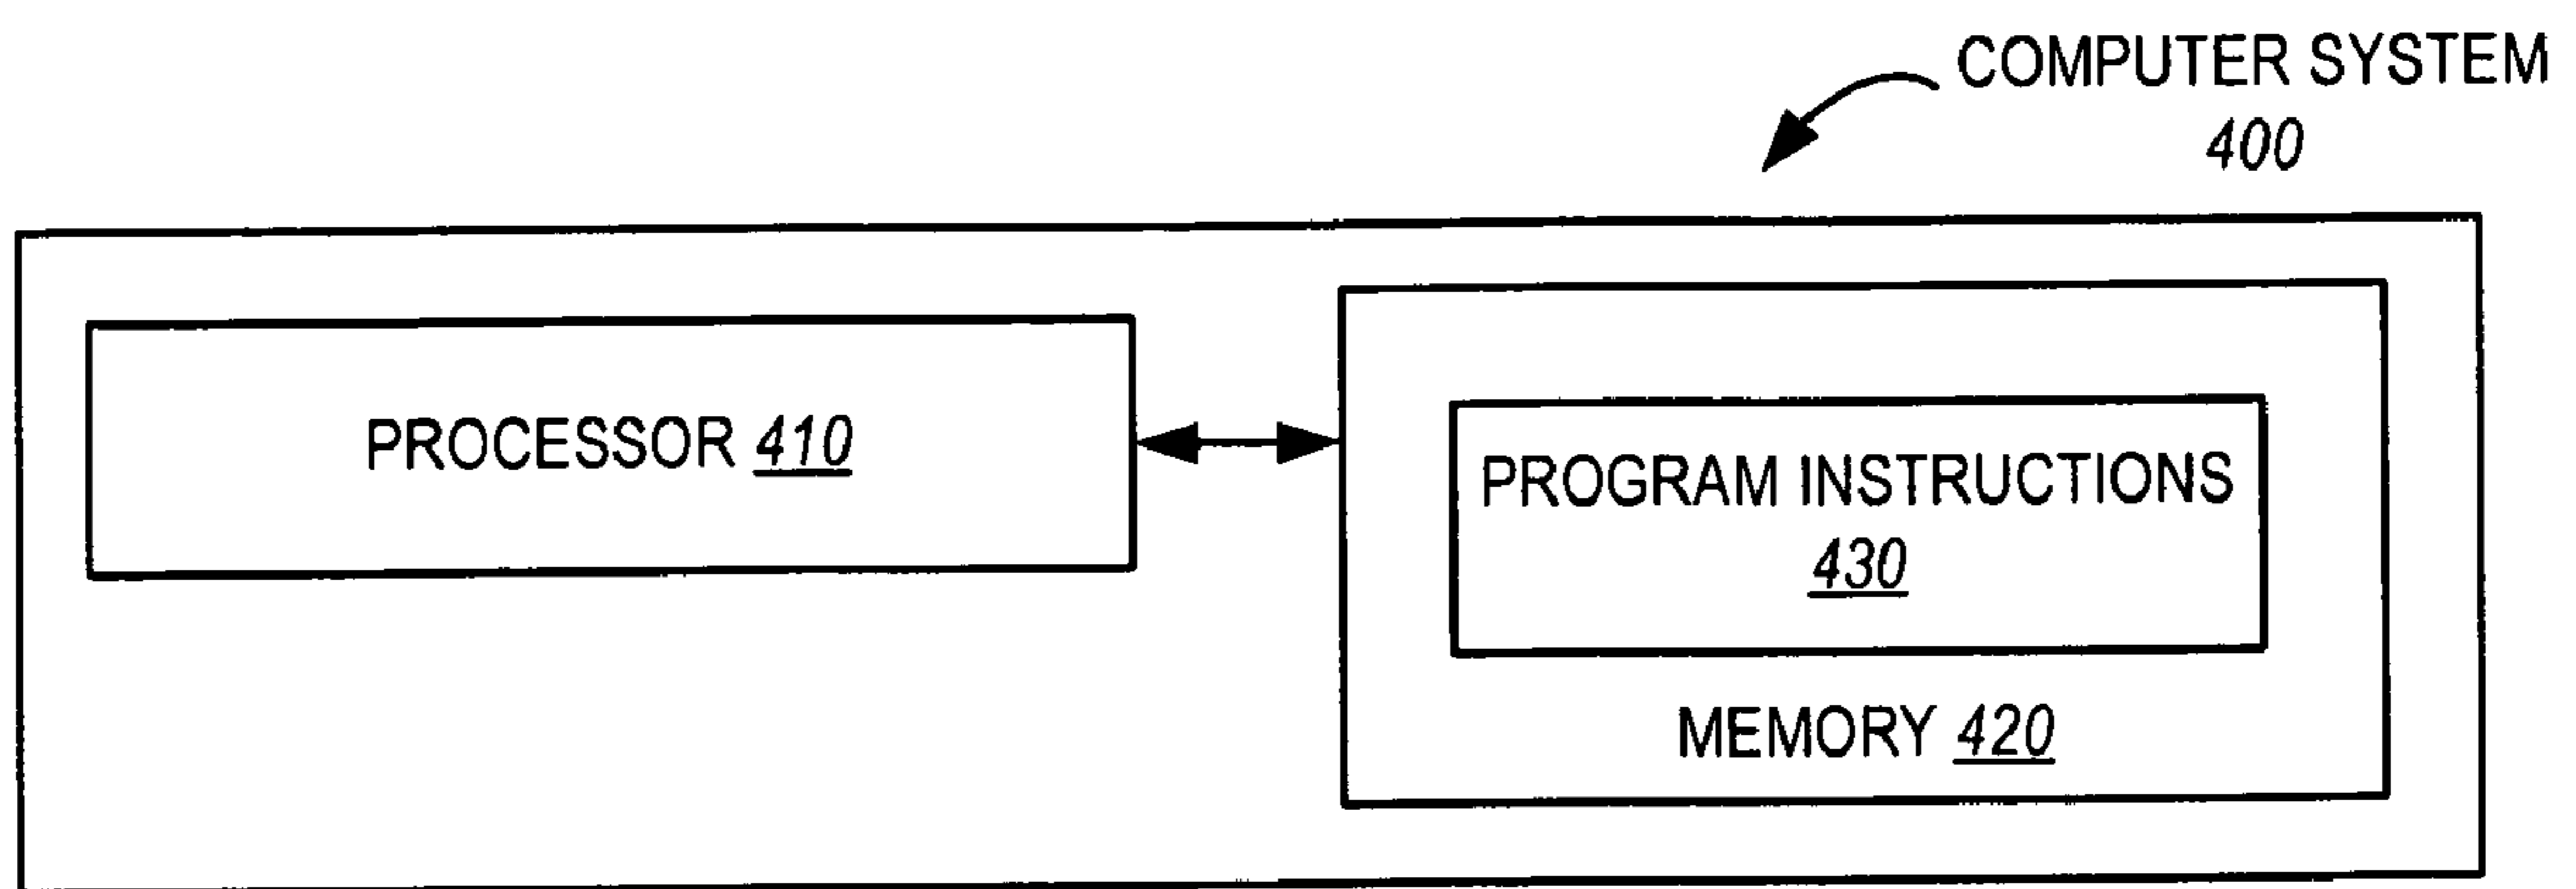 COMPUTER SYSTEM
400
PROCESSOR 410
PROGRAM INSTRUCTIONS
430
MEMORY 420